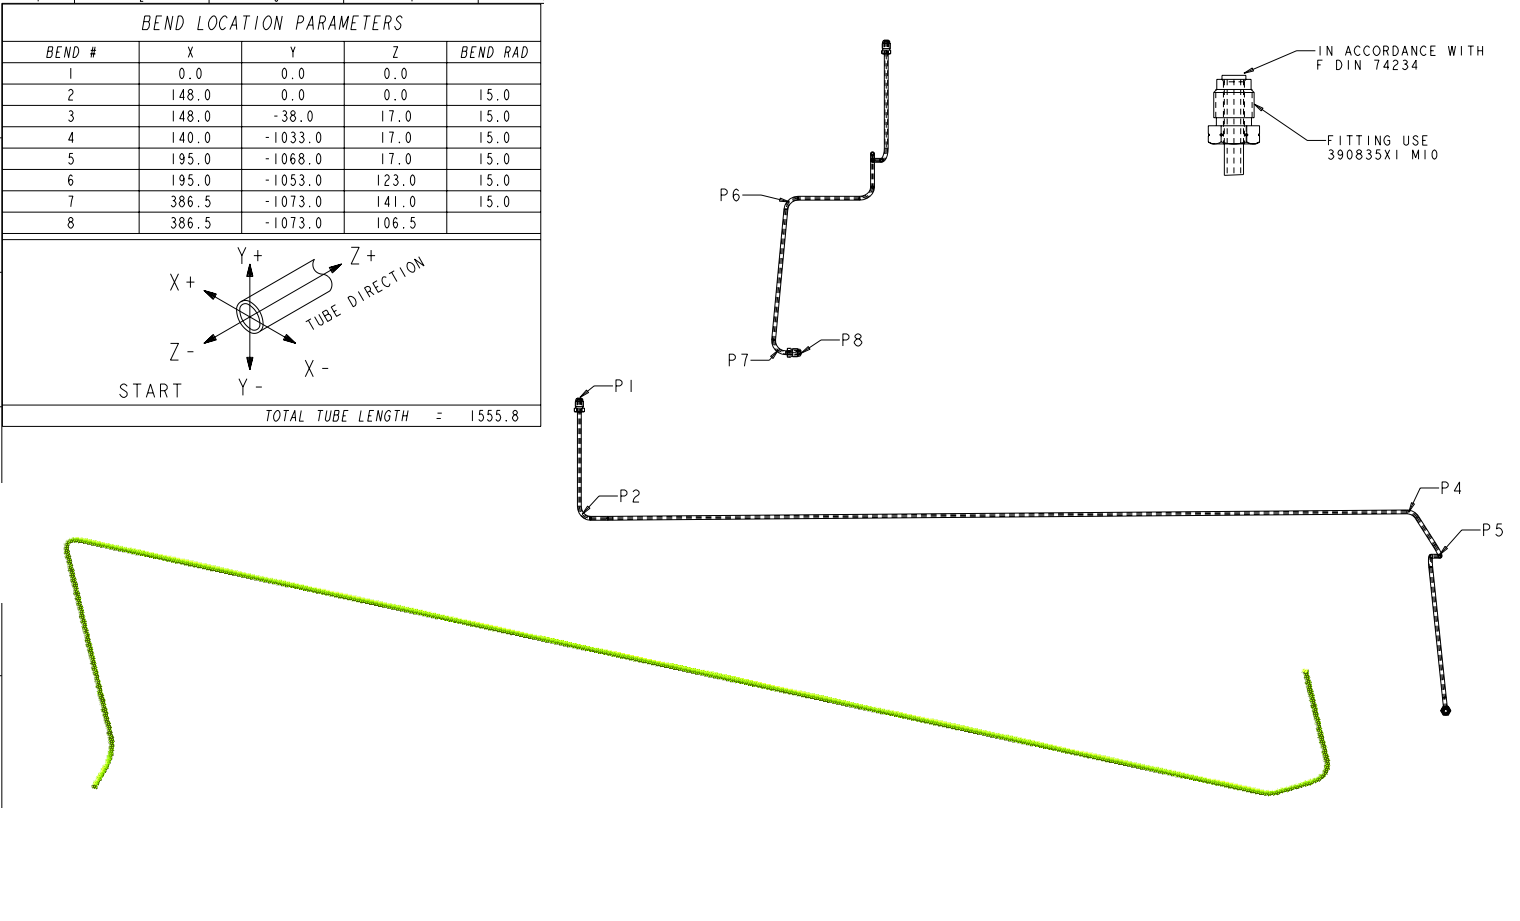 BEND LOCATION PARAMETERS
BEND # X Y Z BEND RAD
1 0.0 0.0 0.0
2 148.0 0.0 0.0 15.0
3 148.0 -38.0 17.0 15.0
4 140.0 -1033.0 17.0 15.0
5 195.0 -1068.0 17.0 15.0
6 195.0 -1053.0 123.0 15.0
7 386.5 -1073.0 141.0 15.0
8 386.5 -1073.0 106.5
Y+
Z+
X+
TUBE DIRECTION
Z-
X-
START
Y-
TOTAL TUBE LENGTH = 1555.8
IN ACCORDANCE WITH
F DIN 74234
FITTING USE
390835X1 M10
P6
P8
P7
P1
P2
P4
P5